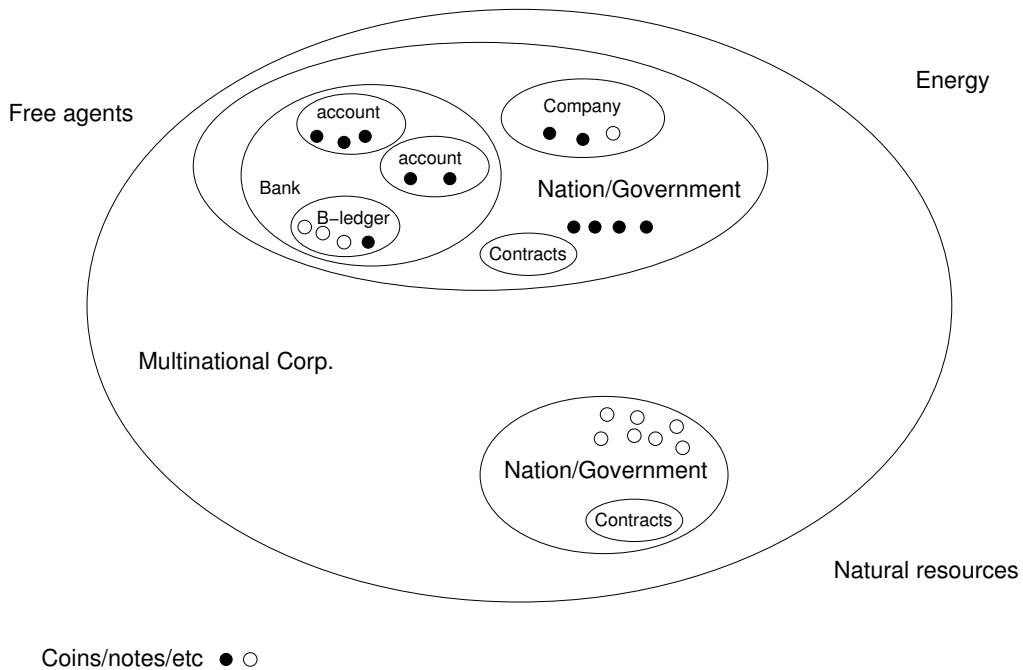 Energy
Free agents
account
Company
account
Bank
Nation/Government
B−ledger
Contracts
Multinational Corp.
Nation/Government
Contracts
Natural resources
Coins/notes/etc